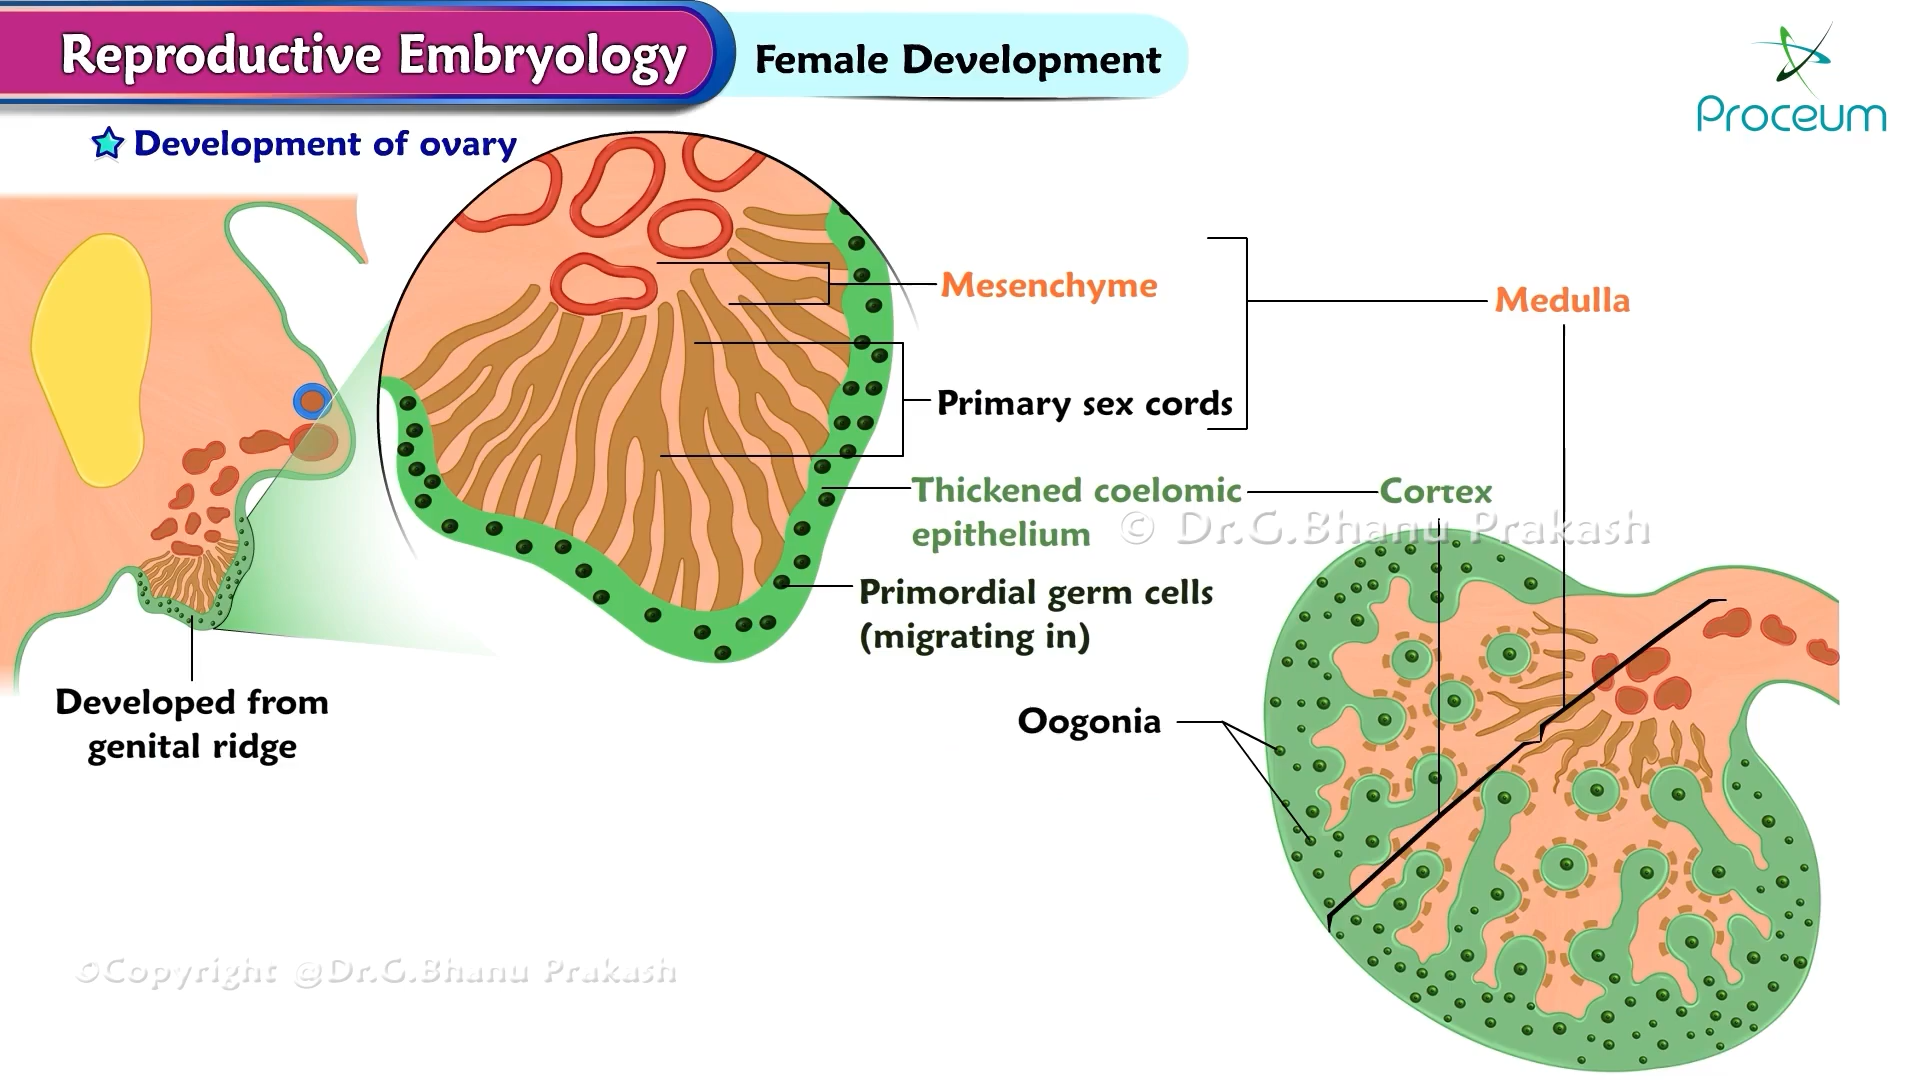 Reproductive Embryology
Female Development
Proceum
Development of ovary
Mesenchyme
Medulla
Primary sex cords
Thickened coelomic
epithelium
Cortex
© Dr.G.Bhanu Prakash
Primordial germ cells
(migrating in)
Developed from
genital ridge
Oogonia
©Copyright @Dr.G.Bhanu Prakash